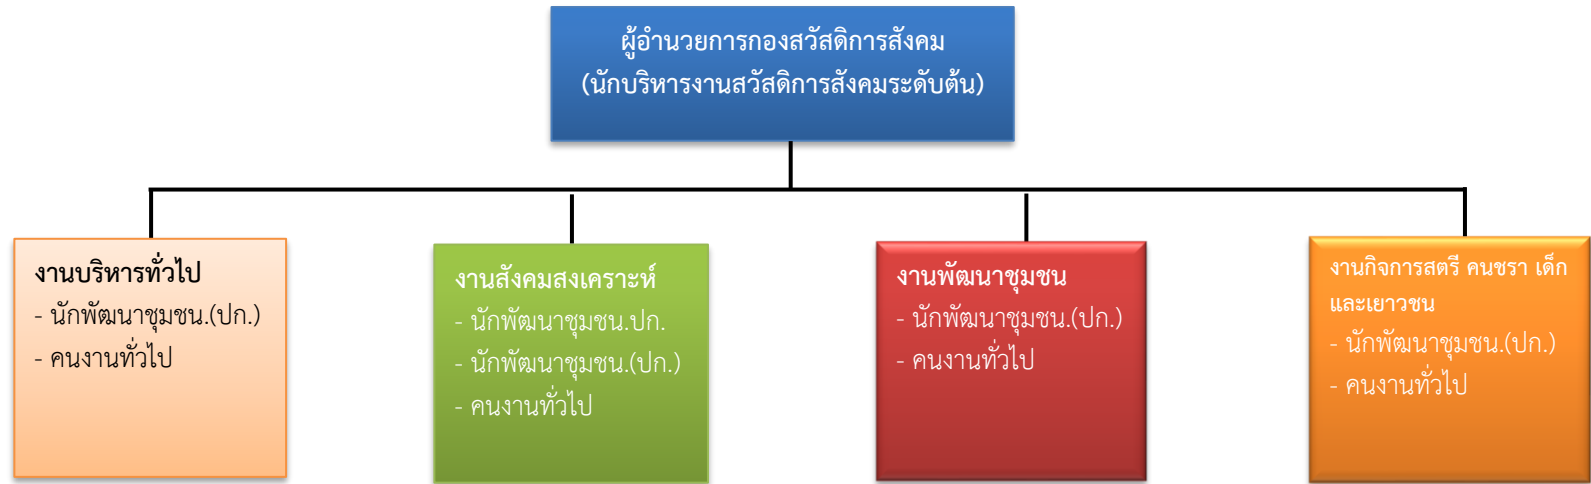 ผู้อำนวยการกองสวัสดิการสังคม
(นักบริหารงานสวัสดิการสังคมระดับต้น)
งานบริหารทั่วไป
- นักพัฒนาชุมชน.(ปก.)
- คนงานทั่วไป
งานสังคมสงเคราะห์
- นักพัฒนาชุมชน.ปก.
- นักพัฒนาชุมชน.(ปก.)
- คนงานทั่วไป
งานพัฒนาชุมชน
- นักพัฒนาชุมชน.(ปก.)
- คนงานทั่วไป
งานกิจการสตรี คนชรา เด็ก
และเยาวชน
- นักพัฒนาชุมชน.(ปก.)
- คนงานทั่วไป